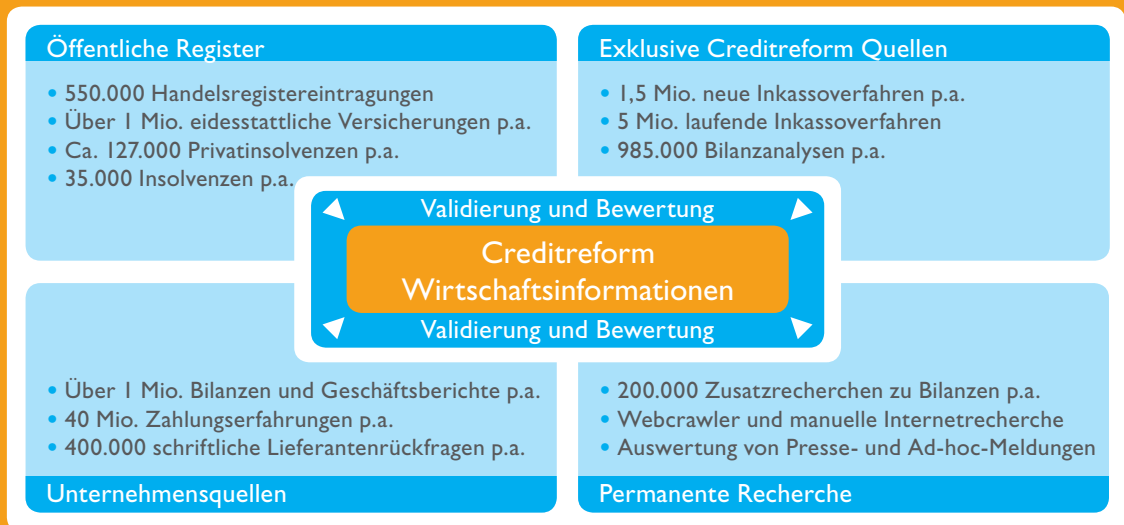 Öffentliche Register
• 550.000 Handelsregistereintragungen
• Über 1 Mio. eidesstattliche Versicherungen p.a.
• Ca. 127.000 Privatinsolvenzen p.a.
• 35.000 Insolvenzen p.a.
Exklusive Creditreform Quellen
• 1,5 Mio. neue Inkassoverfahren p.a.
• 5 Mio. laufende Inkassoverfahren
• 985.000 Bilanzanalysen p.a.
Validierung und Bewertung
Creditreform
Wirtschaftsinformationen
Validierung und Bewertung
• Über 1 Mio. Bilanzen und Geschäftsberichte p.a.
• 40 Mio. Zahlungserfahrungen p.a.
• 400.000 schriftliche Lieferantenrückfragen p.a.
Unternehmensquellen
• 200.000 Zusatzrecherchen zu Bilanzen p.a.
• Webcrawler und manuelle Internetrecherche
• Auswertung von Presse- und Ad-hoc-Meldungen
Permanente Recherche